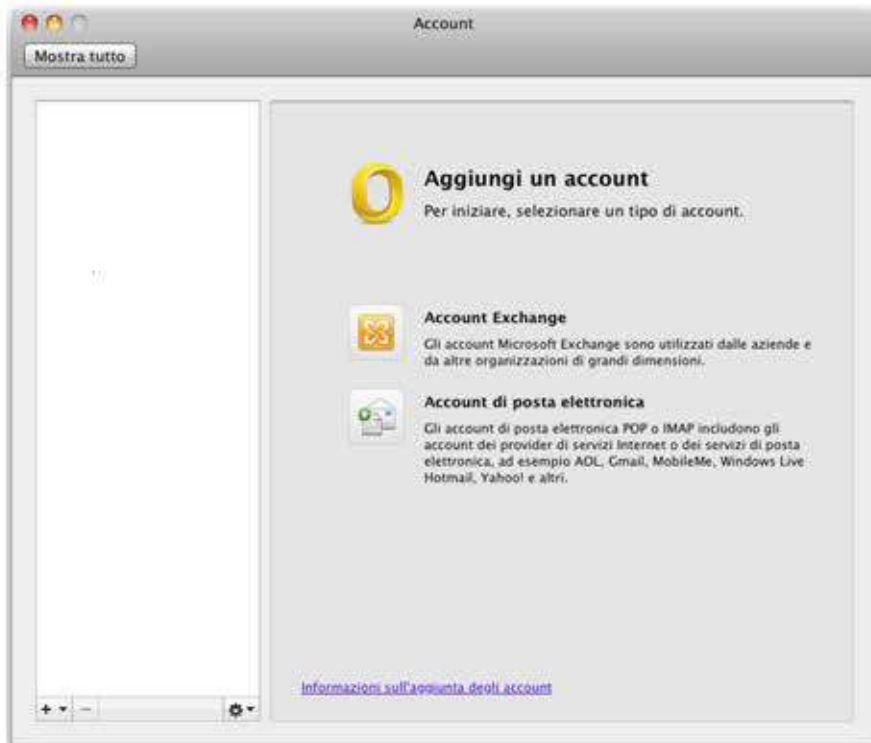 Account
Mostra tutto
Aggiungi un account
Per iniziare, selezionare un tipo di account.
Account Exchange
Gli account Microsoft Exchange sono utilizzati dalle aziende e
da altre organizzazioni di grandi dimensioni.
Account di posta elettronica
Gli account di posta elettronica POP o IMAP includono gli
account dei provider di servizi Internet o dei servizi di posta
elettronica, ad esempio AOL, Gmail, MobileMe, Windows Live
Hotmail, Yahoo! e altri.
Informazioni sull'aggiunta degli account